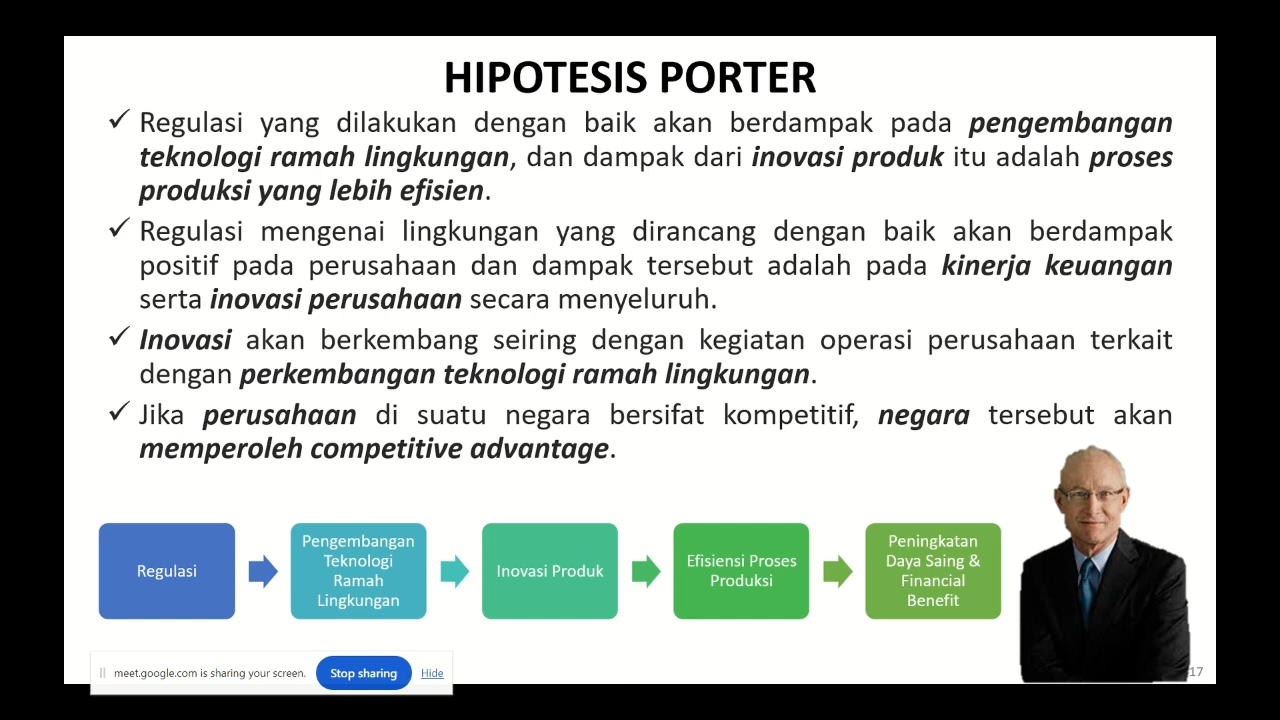 HIPOTESIS PORTER
✓ Regulasi yang dilakukan dengan baik akan berdampak pada pengembangan
teknologi ramah lingkungan, dan dampak dari inovasi produk itu adalah proses
produksi yang lebih efisien.
✓ Regulasi mengenai lingkungan yang dirancang dengan baik akan berdampak
positif pada perusahaan dan dampak tersebut adalah pada kinerja keuangan
serta inovasi perusahaan secara menyeluruh.
✓ Inovasi akan berkembang seiring dengan kegiatan operasi perusahaan terkait
dengan perkembangan teknologi ramah lingkungan.
✓ Jika perusahaan di suatu negara bersifat kompetitif, negara tersebut akan
memperoleh competitive advantage.
Regulasi
Pengembangan
Teknologi
Ramah
Lingkungan
Inovasi Produk
Efisiensi Proses
Produksi
Peningkatan
Daya Saing &
Financial
Benefit
17
meet.google.com is sharing your screen.
Stop sharing
Hide